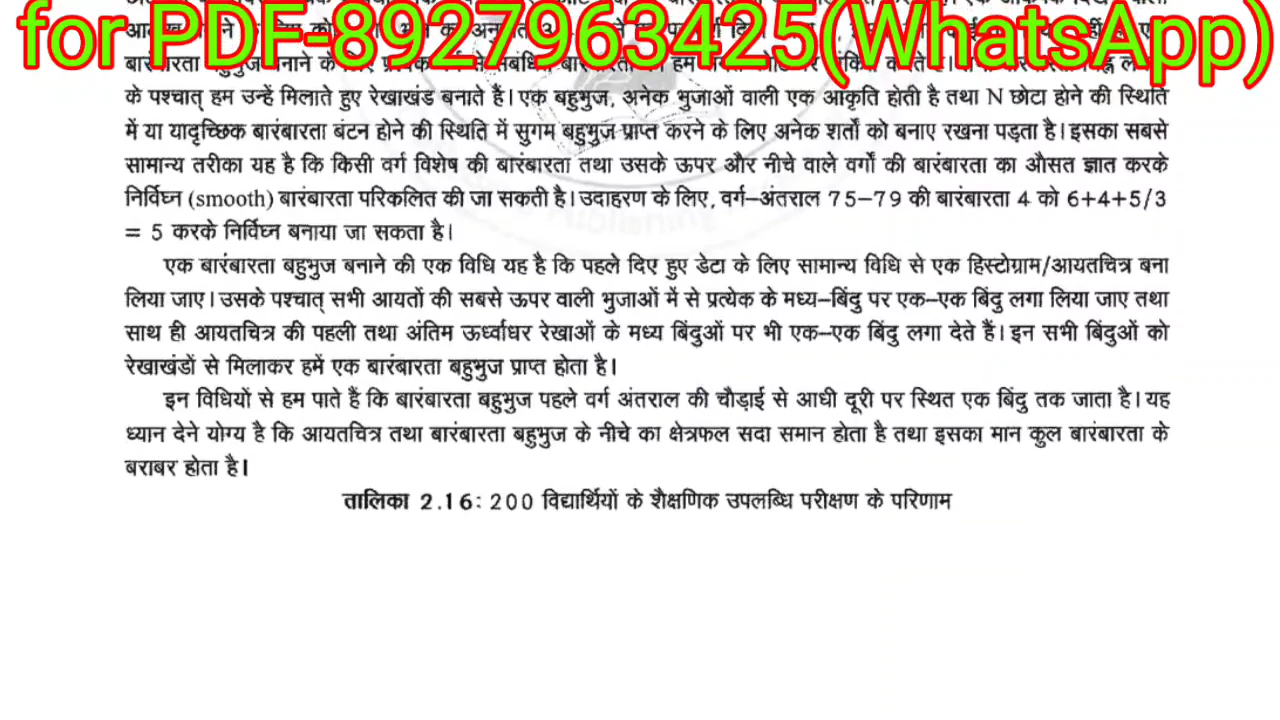 for PDF-8927963425(WhatsApp)
के पश्चात् हम उन्हें मिलाते हुए रेखाखंड बनाते हैं। एक बहुभुज, अनेक भुजाओं वाली एक आकृति होती है तथा N छोटा होने की स्थिति
में या यादृच्छिक बारंबारता बंटन होने की स्थिति में सुगम बहुभुज प्राप्त करने के लिए अनेक शर्तों को बनाए रखना पड़ता है। इसका सबसे
सामान्य तरीका यह है कि किसी वर्ग विशेष की बारंबारता तथा उसके ऊपर और नीचे वाले वर्गों की बारंबारता का औसत ज्ञात करके
निर्विघ्न (smooth) बारंबारता परिकलित की जा सकती है। उदाहरण के लिए, वर्ग–अंतराल 75–79 की बारंबारता 4 को 6+4+5/3
= 5 करके निर्विघ्न बनाया जा सकता है।
एक बारंबारता बहुभुज बनाने की एक विधि यह है कि पहले दिए हुए डेटा के लिए सामान्य विधि से एक हिस्टोग्राम/आयतचित्र बना
लिया जाए। उसके पश्चात् सभी आयतों की सबसे ऊपर वाली भुजाओं में से प्रत्येक के मध्य–बिंदु पर एक–एक बिंदु लगा लिया जाए तथा
साथ ही आयतचित्र की पहली तथा अंतिम ऊर्ध्वाधर रेखाओं के मध्य बिंदुओं पर भी एक–एक बिंदु लगा देते हैं। इन सभी बिंदुओं को
रेखाखंडों से मिलाकर हमें एक बारंबारता बहुभुज प्राप्त होता है।
इन विधियों से हम पाते हैं कि बारंबारता बहुभुज पहले वर्ग अंतराल की चौड़ाई से आधी दूरी पर स्थित एक बिंदु तक जाता है। यह
ध्यान देने योग्य है कि आयतचित्र तथा बारंबारता बहुभुज के नीचे का क्षेत्रफल सदा समान होता है तथा इसका मान कुल बारंबारता के
बराबर होता है।
तालिका 2.16: 200 विद्यार्थियों के शैक्षणिक उपलब्धि परीक्षण के परिणाम